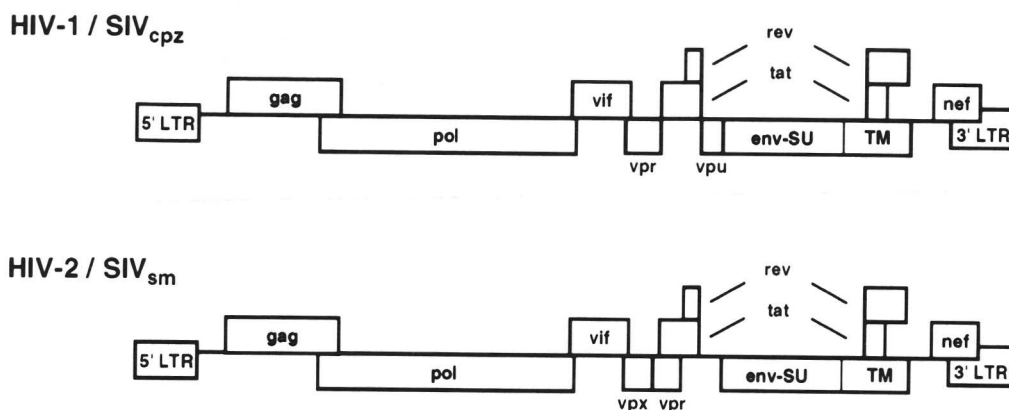 HIV-1 / SIVcpz
rev
gag vif tat nef
5' LTR pol env-SU TM 3' LTR
vpr vpu
HIV-2 / SIVsm
rev
gag vif tat nef
5' LTR pol env-SU TM 3' LTR
vpx vpr